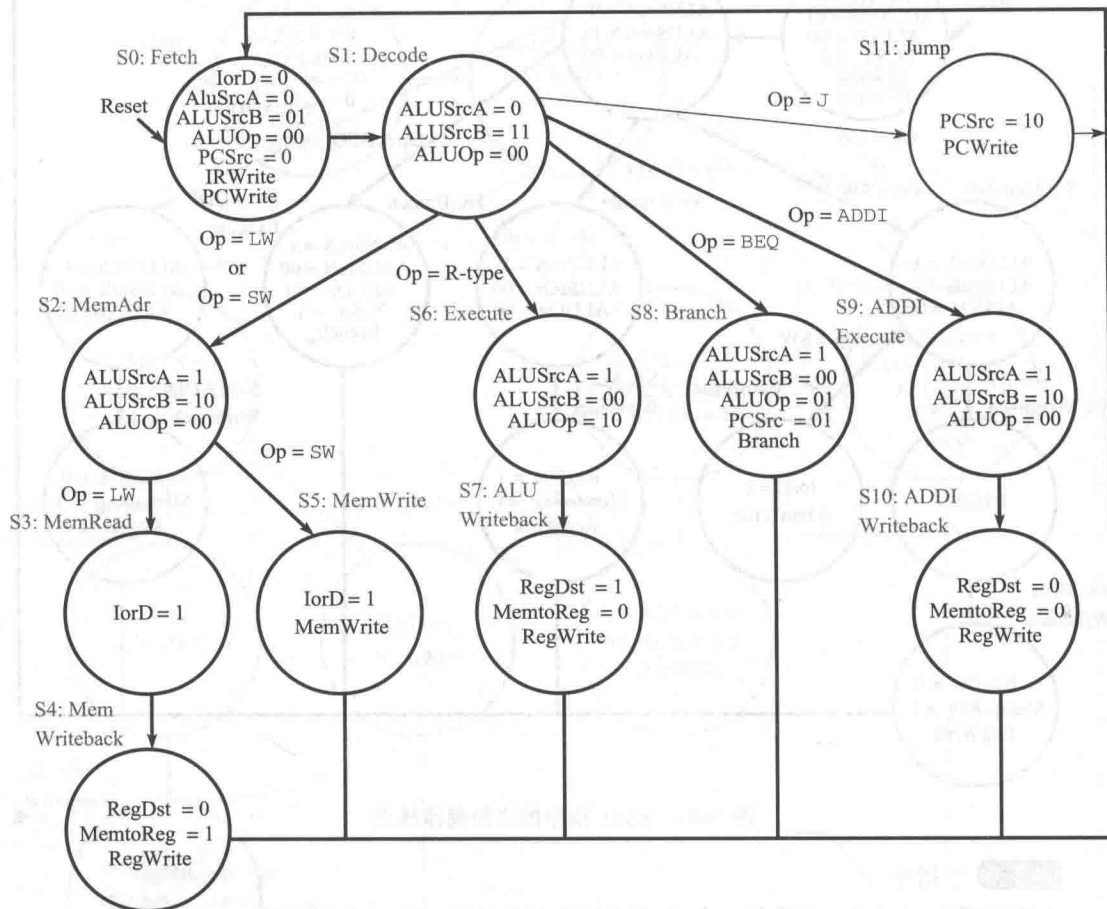 S0: Fetch
Reset
IorD = 0
AluSrcA = 0
ALUSrcB = 01
ALUOp = 00
PCSrc = 0
IRWrite
PCWrite
S1: Decode
ALUSrcA = 0
ALUSrcB = 11
ALUOp = 00
S11: Jump
Op = J
PCSrc = 10
PCWrite
Op = ADDI
Op = BEQ
Op = R-type
Op = LW
or
Op = SW
S2: MemAdr
ALUSrcA = 1
ALUSrcB = 10
ALUOp = 00
S6: Execute
ALUSrcA = 1
ALUSrcB = 00
ALUOp = 10
S8: Branch
ALUSrcA = 1
ALUSrcB = 00
ALUOp = 01
PCSrc = 01
Branch
S9: ADDI
Execute
ALUSrcA = 1
ALUSrcB = 10
ALUOp = 00
Op = LW
Op = SW
S3: MemRead
IorD = 1
S5: MemWrite
IorD = 1
MemWrite
S7: ALU
Writeback
RegDst = 1
MemtoReg = 0
RegWrite
S10: ADDI
Writeback
RegDst = 0
MemtoReg = 0
RegWrite
S4: Mem
Writeback
RegDst = 0
MemtoReg = 1
RegWrite